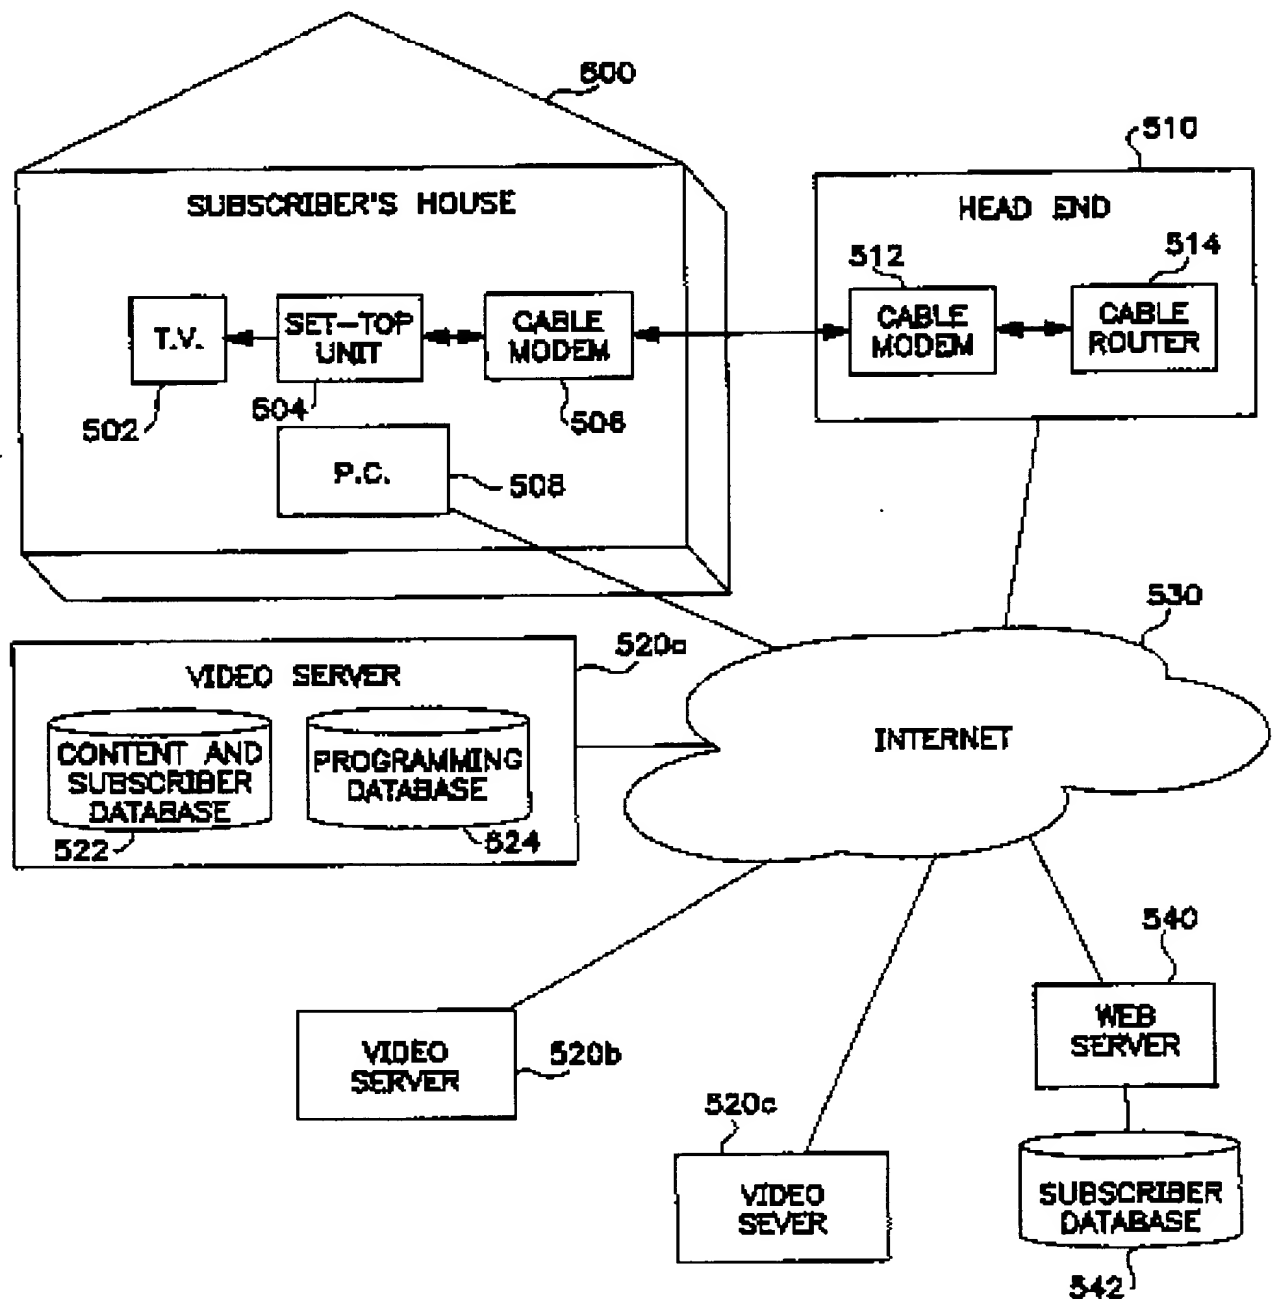 500
510
SUBSCRIBER'S HOUSE
HEAD END
512
514
T.V.
SET-TOP
UNIT
CABLE
MODEM
CABLE
MODEM
CABLE
ROUTER
502
504
506
P.C.
508
530
520a
VIDEO SERVER
CONTENT AND
SUBSCRIBER
DATABASE
PROGRAMMING
DATABASE
522
524
INTERNET
540
WEB
SERVER
VIDEO
SERVER
520b
520c
VIDEO
SEVER
SUBSCRIBER
DATABASE
542